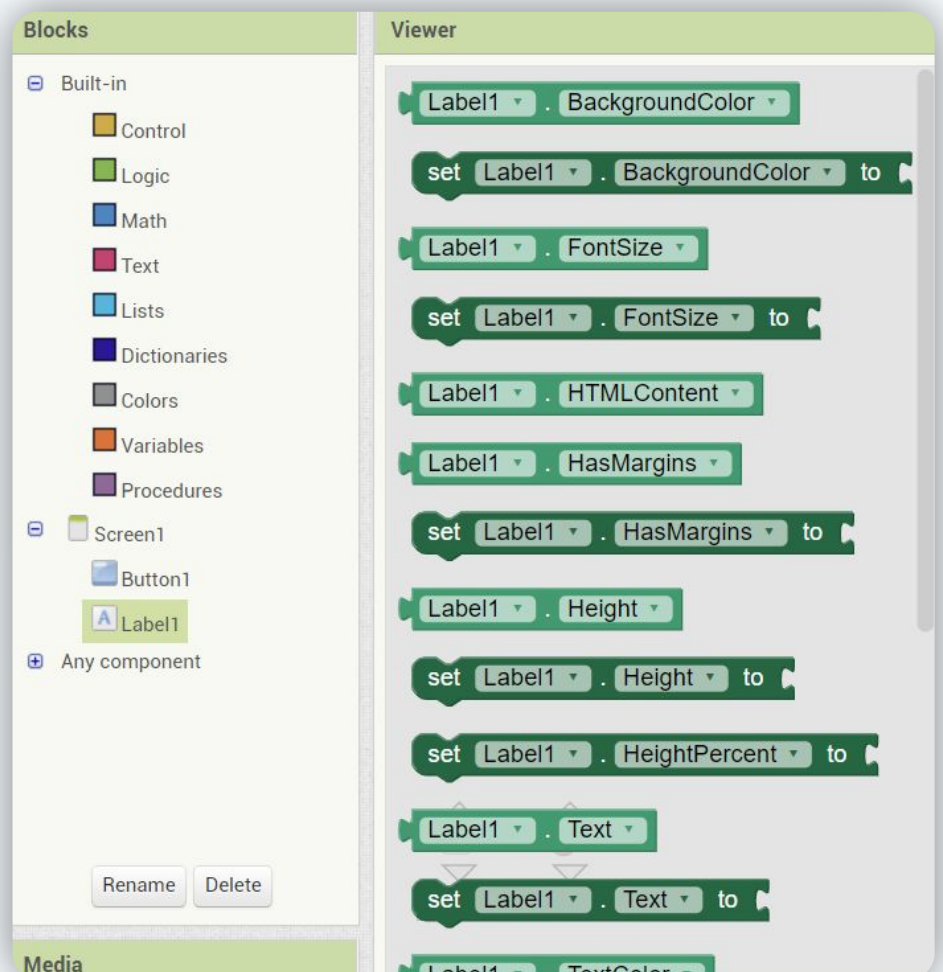 Blocks
Built-in
Control
Logic
Math
Text
Lists
Dictionaries
Colors
Variables
Procedures
Screen1
Button1
Label1
Any component
Rename Delete
Media
Viewer
Label1 . BackgroundColor
set Label1 . BackgroundColor to
Label1 . FontSize
set Label1 . FontSize to
Label1 . HTMLContent
Label1 . HasMargins
set Label1 . HasMargins to
Label1 . Height
set Label1 . Height to
set Label1 . HeightPercent to
Label1 . Text
set Label1 . Text to
Label1 . TextColor